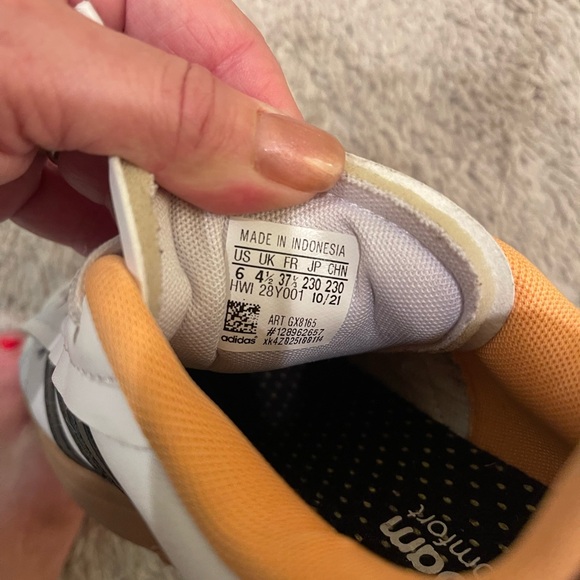 MADE IN INDONESIA
US UK FR JP CHN
6 4½ 37⅓ 230 230
HWI 28Y001 10/21
ART GX8165
#128962657
adidas
comfort